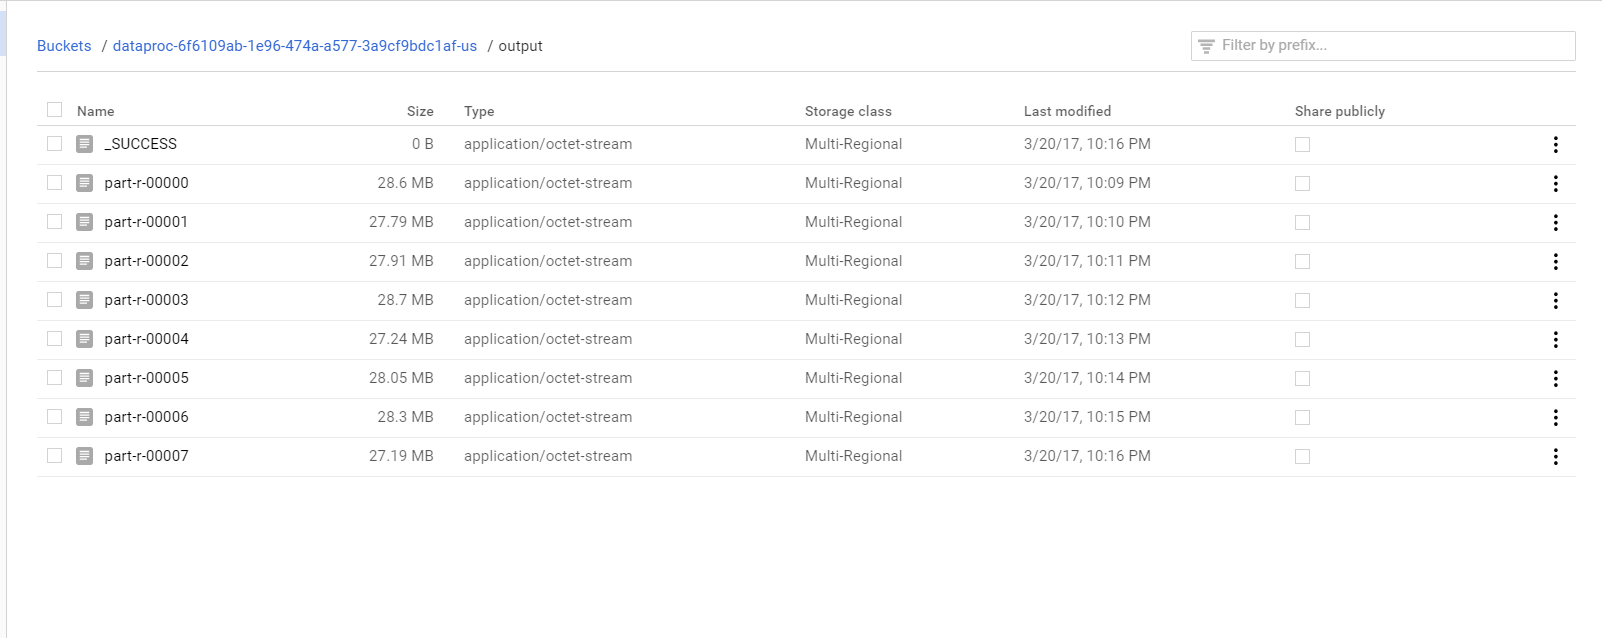 Buckets / dataproc-6f6109ab-1e96-474a-a577-3a9cf9bdc1af-us / output
Filter by prefix...
Name Size Type Storage class Last modified Share publicly
_SUCCESS 0 B application/octet-stream Multi-Regional 3/20/17, 10:16 PM
part-r-00000 28.6 MB application/octet-stream Multi-Regional 3/20/17, 10:09 PM
part-r-00001 27.79 MB application/octet-stream Multi-Regional 3/20/17, 10:10 PM
part-r-00002 27.91 MB application/octet-stream Multi-Regional 3/20/17, 10:11 PM
part-r-00003 28.7 MB application/octet-stream Multi-Regional 3/20/17, 10:12 PM
part-r-00004 27.24 MB application/octet-stream Multi-Regional 3/20/17, 10:13 PM
part-r-00005 28.05 MB application/octet-stream Multi-Regional 3/20/17, 10:14 PM
part-r-00006 28.3 MB application/octet-stream Multi-Regional 3/20/17, 10:15 PM
part-r-00007 27.19 MB application/octet-stream Multi-Regional 3/20/17, 10:16 PM